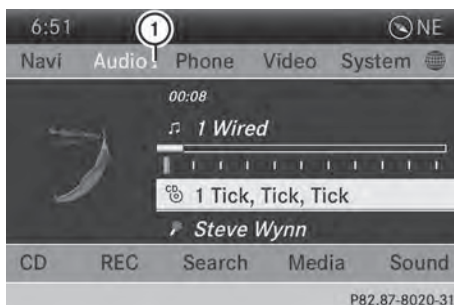 6:51 1 NE
Navi Audio Phone Video System
00:08
1 Wired
CD 1 Tick, Tick, Tick
Steve Wynn
CD REC Search Media Sound
P82.87-8020-31